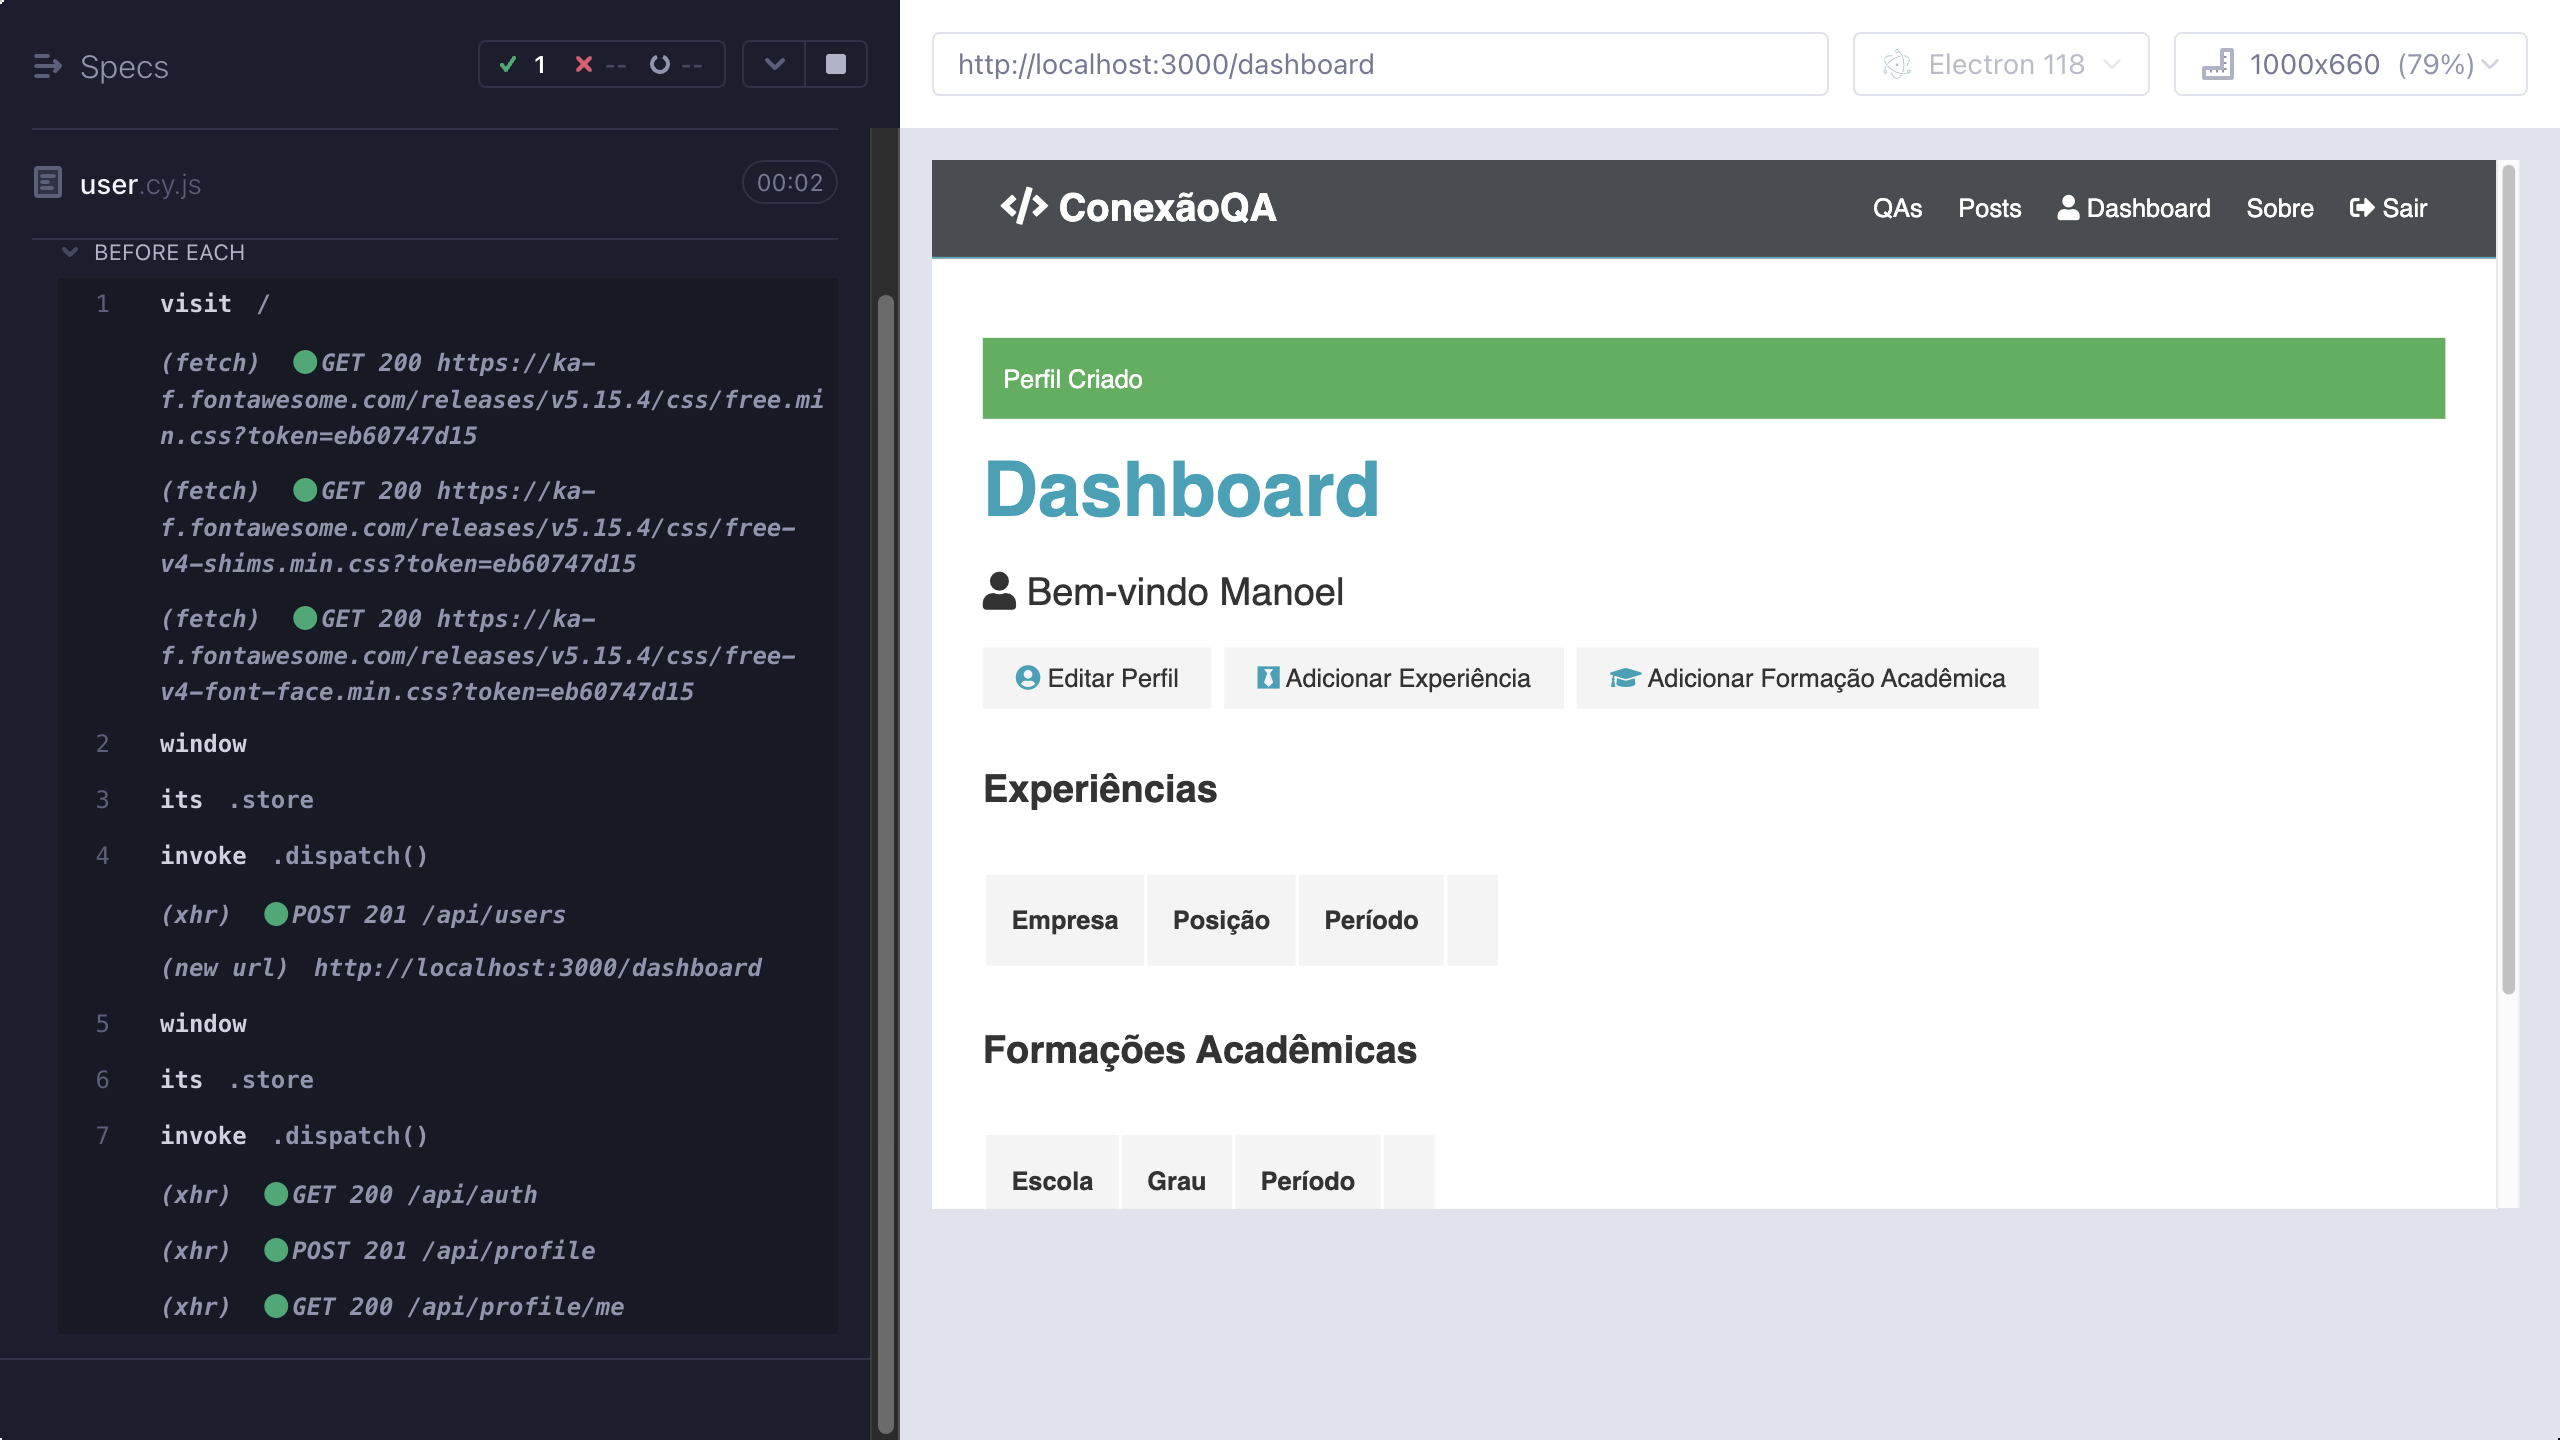 Specs
1 -- --
user.cy.js 00:02
BEFORE EACH
1 visit /
(fetch) GET 200 https://ka-
f.fontawesome.com/releases/v5.15.4/css/free.mi
n.css?token=eb60747d15
(fetch) GET 200 https://ka-
f.fontawesome.com/releases/v5.15.4/css/free-
v4-shims.min.css?token=eb60747d15
(fetch) GET 200 https://ka-
f.fontawesome.com/releases/v5.15.4/css/free-
v4-font-face.min.css?token=eb60747d15
2 window
3 its .store
4 invoke .dispatch()
(xhr) POST 201 /api/users
(new url) http://localhost:3000/dashboard
5 window
6 its .store
7 invoke .dispatch()
(xhr) GET 200 /api/auth
(xhr) POST 201 /api/profile
(xhr) GET 200 /api/profile/me
http://localhost:3000/dashboard Electron 118 1000x660 (79%)
ConexãoQA QAs Posts Dashboard Sobre Sair
Perfil Criado
Dashboard
Bem-vindo Manoel
Editar Perfil Adicionar Experiência Adicionar Formação Acadêmica
Experiências
Empresa Posição Período
Formações Acadêmicas
Escola Grau Período